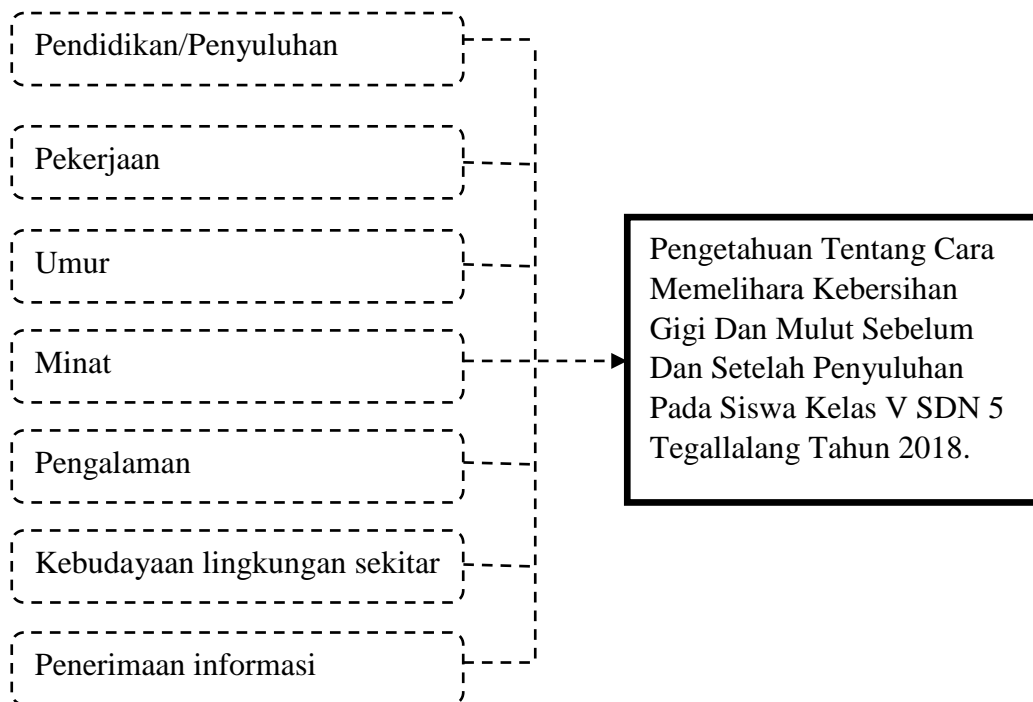 Pendidikan/Penyuluhan
Pekerjaan
Umur
Minat
Pengalaman
Kebudayaan lingkungan sekitar
Penerimaan informasi
Pengetahuan Tentang Cara
Memelihara Kebersihan
Gigi Dan Mulut Sebelum
Dan Setelah Penyuluhan
Pada Siswa Kelas V SDN 5
Tegallalang Tahun 2018.